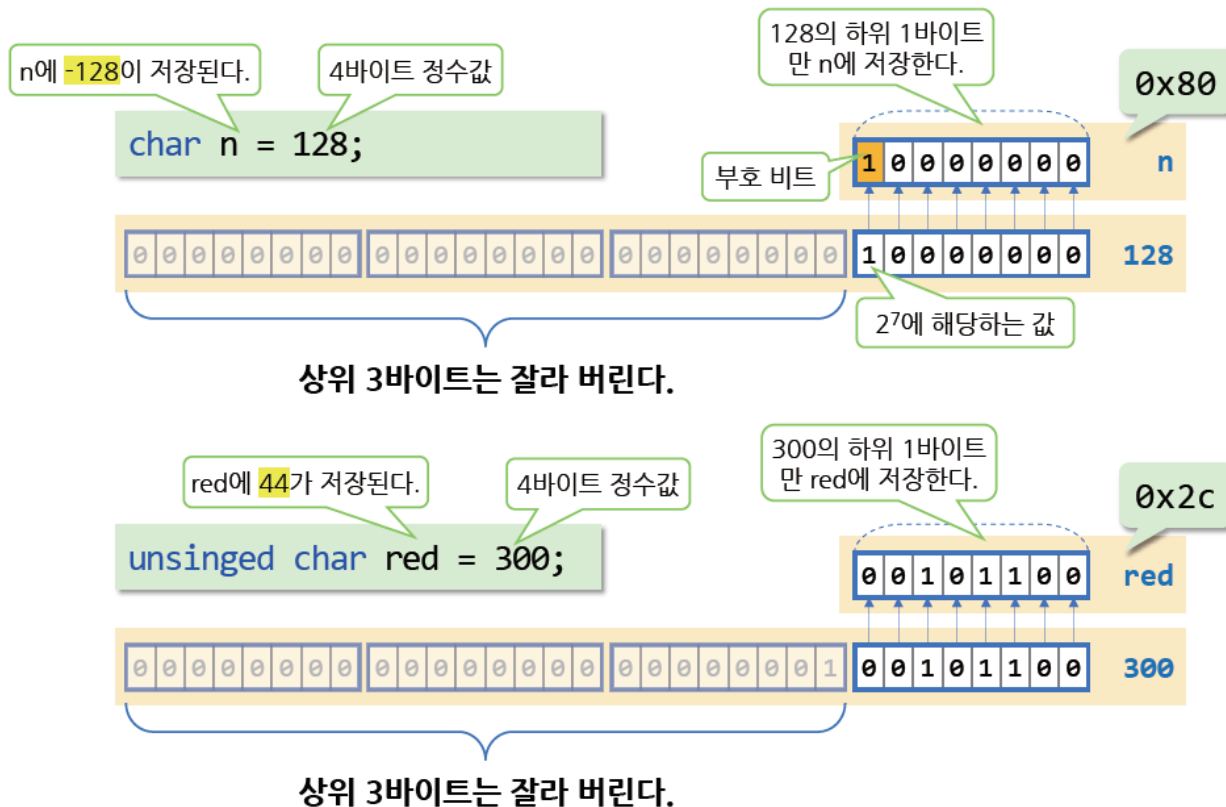 n에 -128이 저장된다.
4바이트 정수값
128의 하위 1바이트
만 n에 저장한다.
0x80
char n = 128;
부호 비트
1 0 0 0 0 0 0 0
n
0 0 0 0 0 0 0 0 0 0 0 0 0 0 0 0 0 0 0 0 0 0 0 0 1 0 0 0 0 0 0 0
128
2⁷에 해당하는 값
상위 3바이트는 잘라 버린다.
red에 44가 저장된다.
4바이트 정수값
300의 하위 1바이트
만 red에 저장한다.
0x2c
unsinged char red = 300;
0 0 1 0 1 1 0 0
red
0 0 0 0 0 0 0 0 0 0 0 0 0 0 0 0 0 0 0 0 0 0 0 1 0 0 1 0 1 1 0 0
300
상위 3바이트는 잘라 버린다.